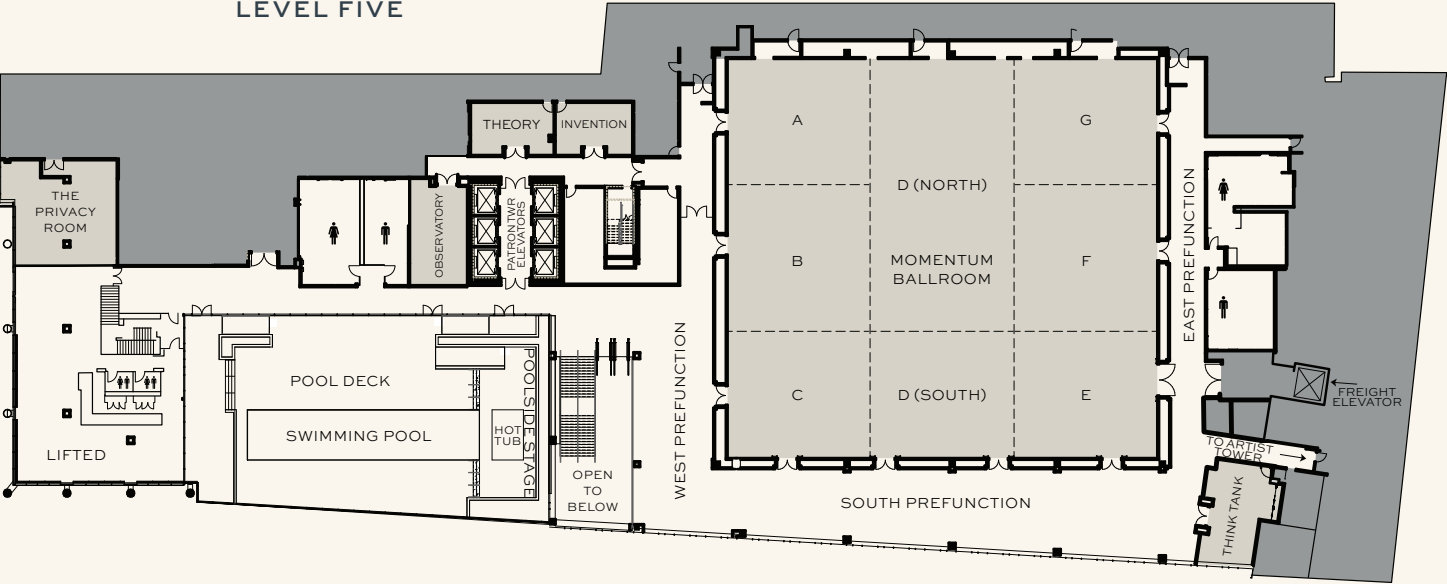 LEVEL FIVE
THEORY
INVENTION
A
G
THE
PRIVACY
ROOM
OBSERVATORY
PATRON TWR
ELEVATORS
D (NORTH)
EAST PREFUNCTION
B
MOMENTUM
BALLROOM
F
WEST PREFUNCTION
POOL DECK
POOLSIDE STAGE
C
D (SOUTH)
E
FREIGHT
ELEVATOR
SWIMMING POOL
HOT
TUB
LIFTED
TO ARTIST
TOWER
OPEN
TO
BELOW
SOUTH PREFUNCTION
THINK TANK